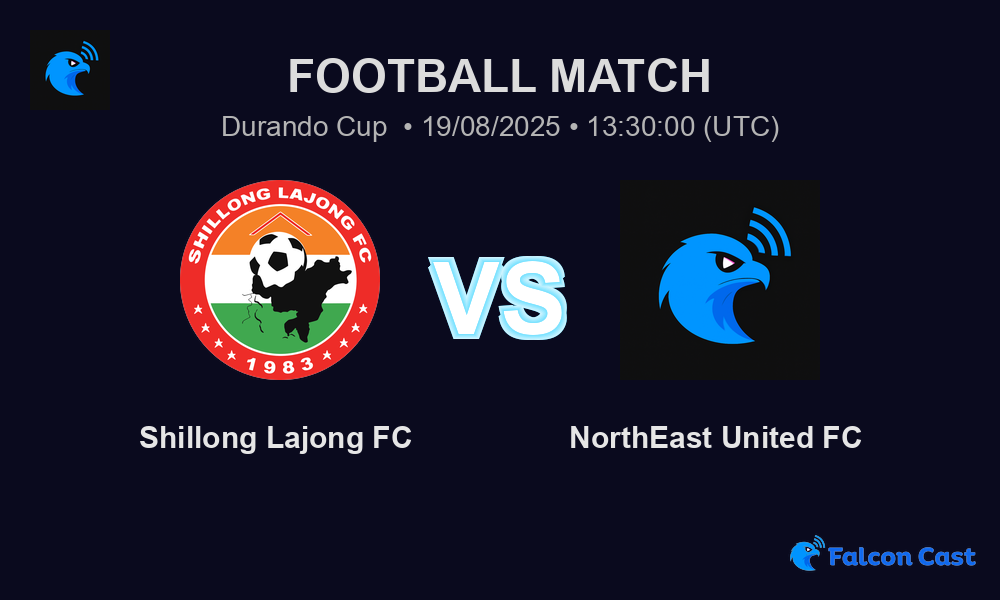 FOOTBALL MATCH
Durando Cup • 19/08/2025 • 13:30:00 (UTC)
SHILLONG LAJONG FC
1983
VS
Shillong Lajong FC
NorthEast United FC
Falcon Cast